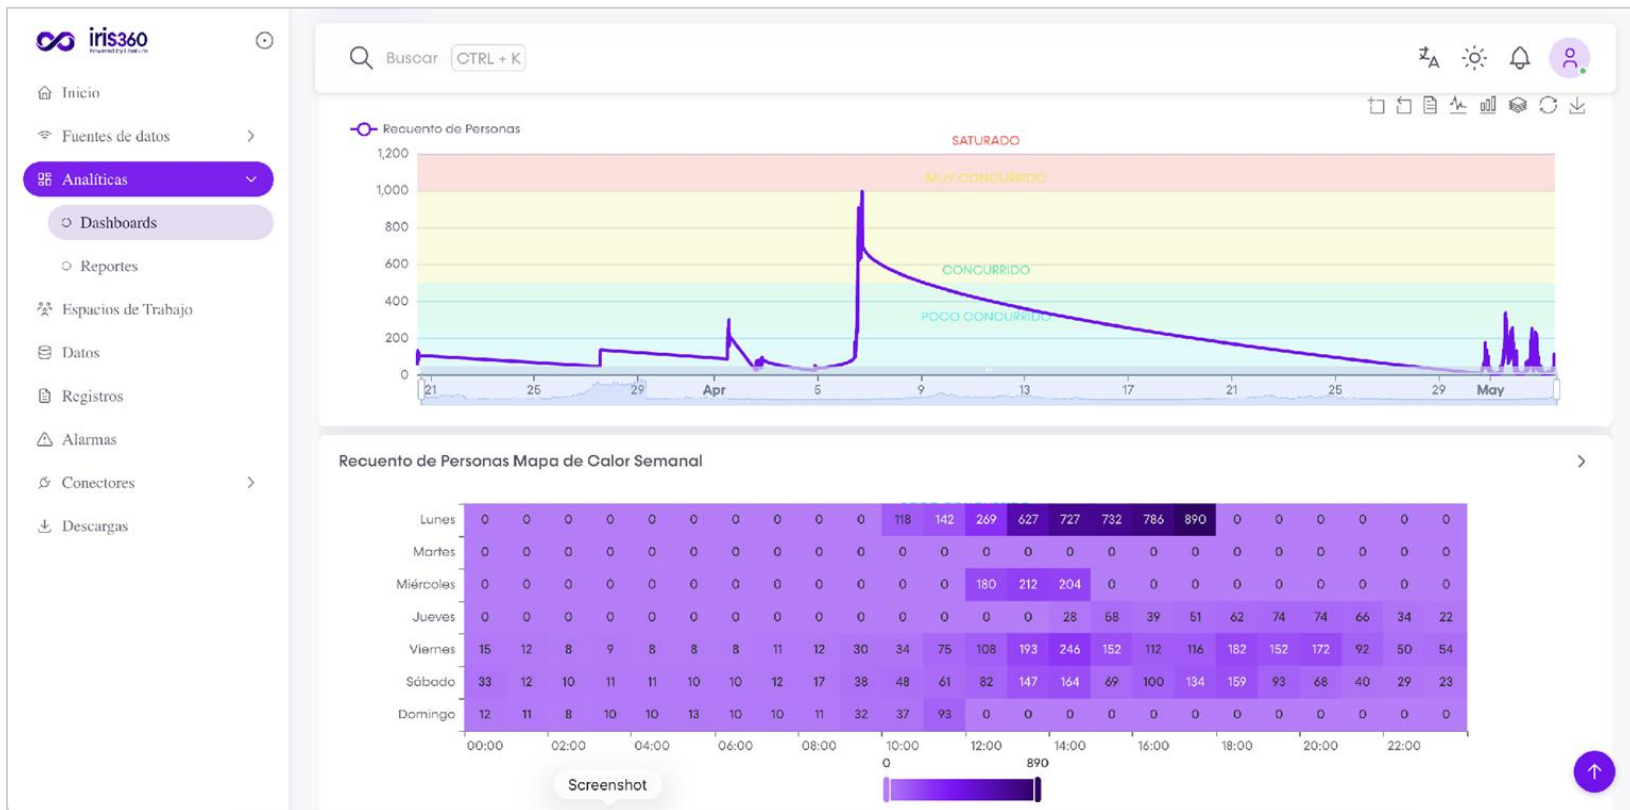 iris360
Buscar CTRL + K
Inicio
Fuentes de datos
Analíticas
Dashboards
Reportes
Espacios de Trabajo
Datos
Registros
Alarmas
Conectores
Descargas
Recuento de Personas
SATURADO
MUY CONCURRIDO
CONCURRIDO
POCO CONCURRIDO
1,200
1,000
800
600
400
200
0
21 25 29 Apr 5 9 13 17 21 25 29 May
Recuento de Personas Mapa de Calor Semanal
Lunes 0 0 0 0 0 0 0 0 0 0 118 142 269 627 727 732 786 890 0 0 0 0 0 0
Martes 0 0 0 0 0 0 0 0 0 0 0 0 0 0 0 0 0 0 0 0 0 0 0 0
Miércoles 0 0 0 0 0 0 0 0 0 0 0 0 180 212 204 0 0 0 0 0 0 0 0 0
Jueves 0 0 0 0 0 0 0 0 0 0 0 0 0 0 28 58 39 51 62 74 74 66 34 22
Viernes 15 12 8 9 8 8 8 11 12 30 34 75 108 193 246 152 112 116 182 152 172 92 50 54
Sábado 33 12 10 11 11 10 10 12 17 38 48 61 82 147 164 69 100 134 159 93 68 40 29 23
Domingo 12 11 8 10 10 13 10 10 11 32 37 93 0 0 0 0 0 0 0 0 0 0 0 0
00:00 02:00 04:00 06:00 08:00 10:00 12:00 14:00 16:00 18:00 20:00 22:00
0 890
Screenshot